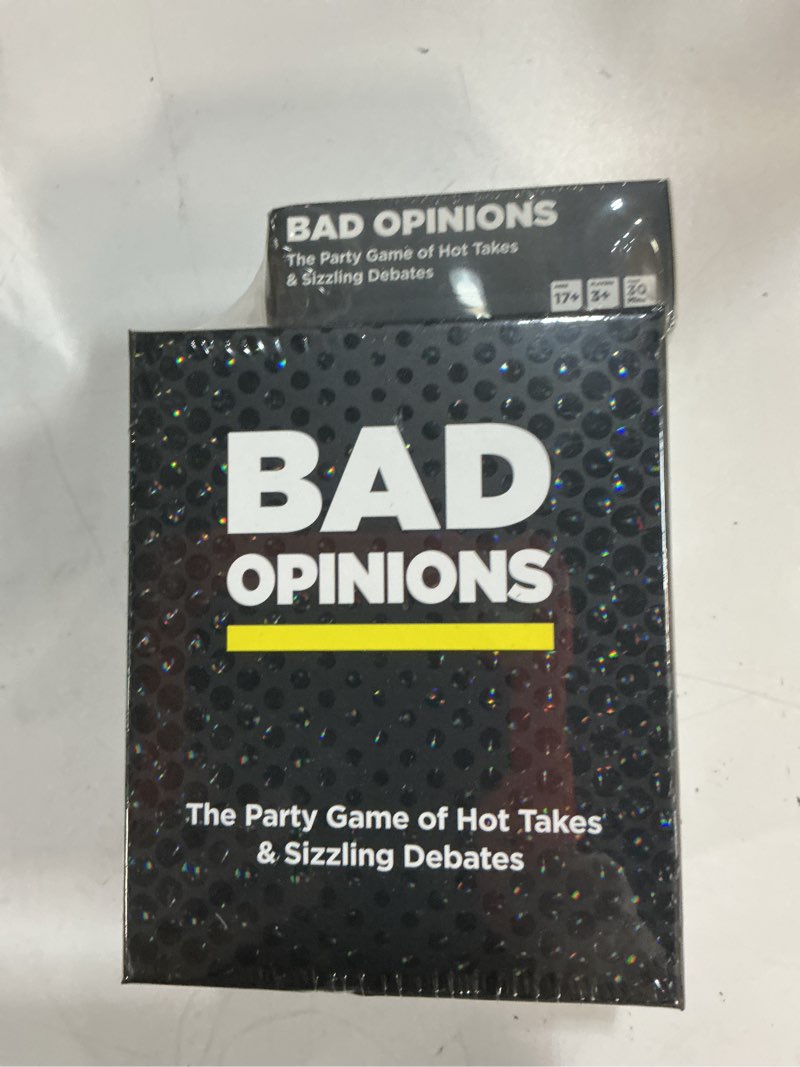 BAD OPINIONS
The Party Game of Hot Takes
& Sizzling Debates
17+ 3+ 30
BAD
OPINIONS
The Party Game of Hot Takes
& Sizzling Debates